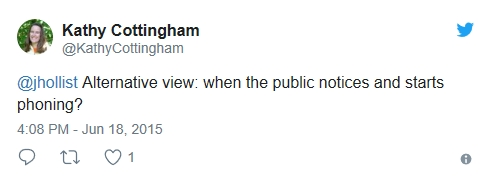 Kathy Cottingham
@KathyCottingham
@jhollist Alternative view: when the public notices and starts
phoning?
4:08 PM - Jun 18, 2015
1